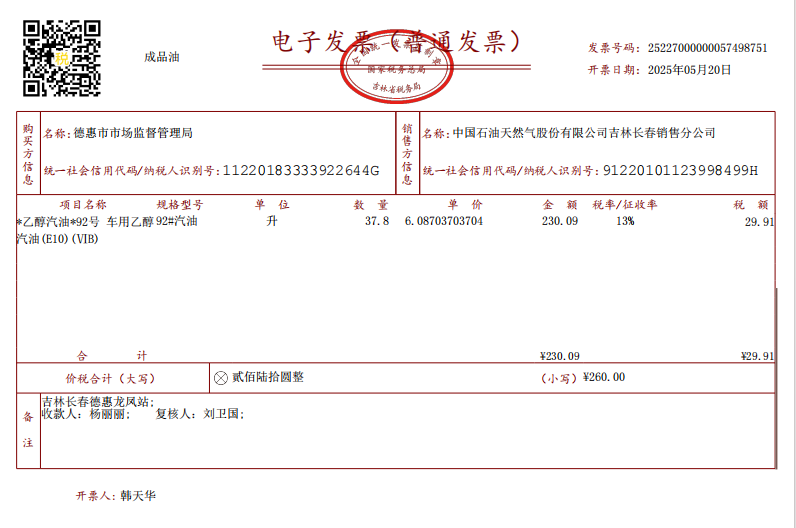 成品油
电子发票（普通发票）
全国统一发票监制章
国家税务总局
吉林省税务局
发票号码：25227000000057498751
开票日期：2025年05月20日
购买方信息
名称：德惠市市场监督管理局
统一社会信用代码/纳税人识别号：11220183333922644G
销售方信息
名称：中国石油天然气股份有限公司吉林长春销售分公司
统一社会信用代码/纳税人识别号：91220101123998499H
项目名称 规格型号 单 位 数 量 单 价 金 额 税率/征收率 税 额
*乙醇汽油*92号 车用乙醇 92#汽油 升 37.8 6.08703703704 230.09 13% 29.91
汽油(E10)(VIB)
合 计 ¥230.09 ¥29.91
价税合计（大写） 贰佰陆拾圆整 （小写）¥260.00
备注
吉林长春德惠龙凤站;
收款人：杨丽丽; 复核人：刘卫国;
开票人：韩天华
税